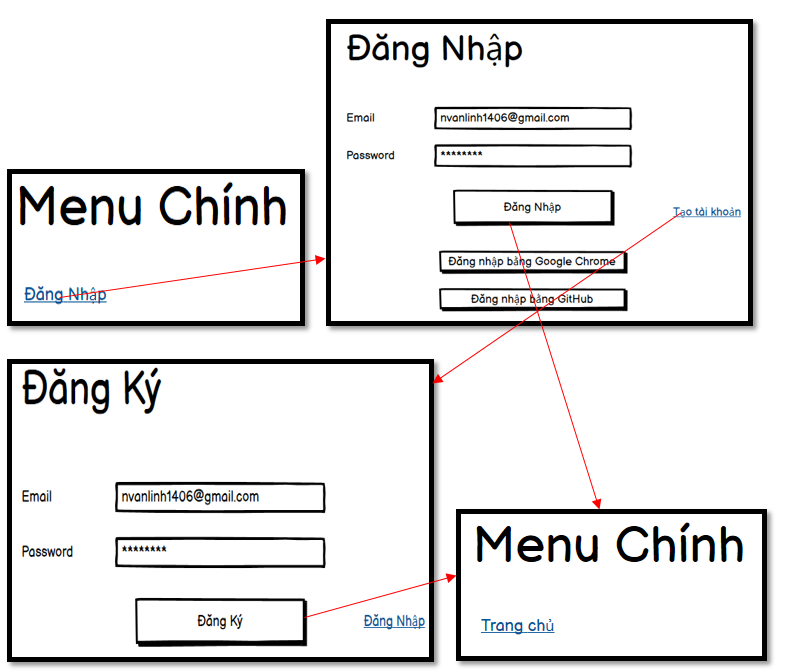 Menu Chính
Đăng Nhập
Đăng Nhập
Email
nvanlinh1406@gmail.com
Password
********
Đăng Nhập
Tạo tài khoản
Đăng nhập bằng Google Chrome
Đăng nhập bằng GitHub
Đăng Ký
Email
nvanlinh1406@gmail.com
Password
********
Đăng Ký
Đăng Nhập
Menu Chính
Trang chủ